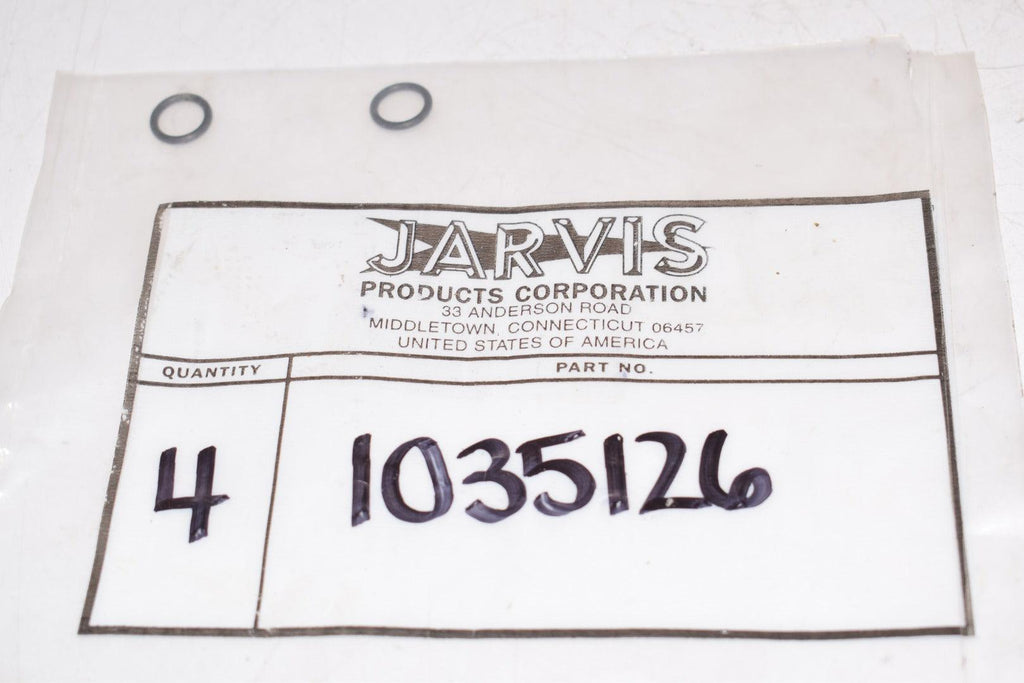 JARVIS
PRODUCTS CORPORATION
33 ANDERSON ROAD
MIDDLETOWN, CONNECTICUT 06457
UNITED STATES OF AMERICA
QUANTITY PART NO.
4 1035126